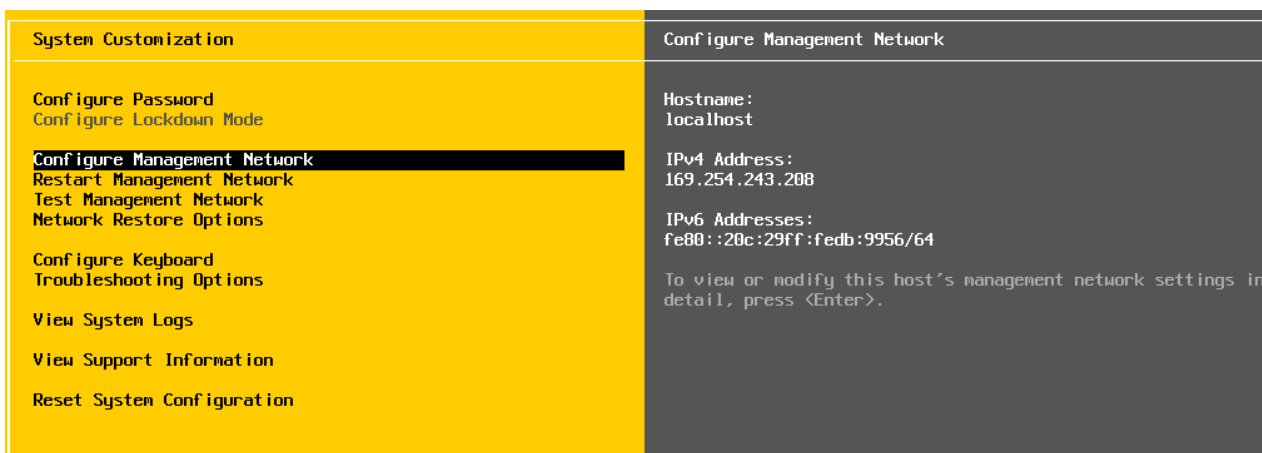 System Customization
Configure Password
Configure Lockdown Mode
Configure Management Network
Restart Management Network
Test Management Network
Network Restore Options
Configure Keyboard
Troubleshooting Options
View System Logs
View Support Information
Reset System Configuration
Configure Management Network
Hostname:
localhost
IPv4 Address:
169.254.243.208
IPv6 Addresses:
fe80::20c:29ff:fedb:9956/64
To view or modify this host's management network settings in
detail, press <Enter>.